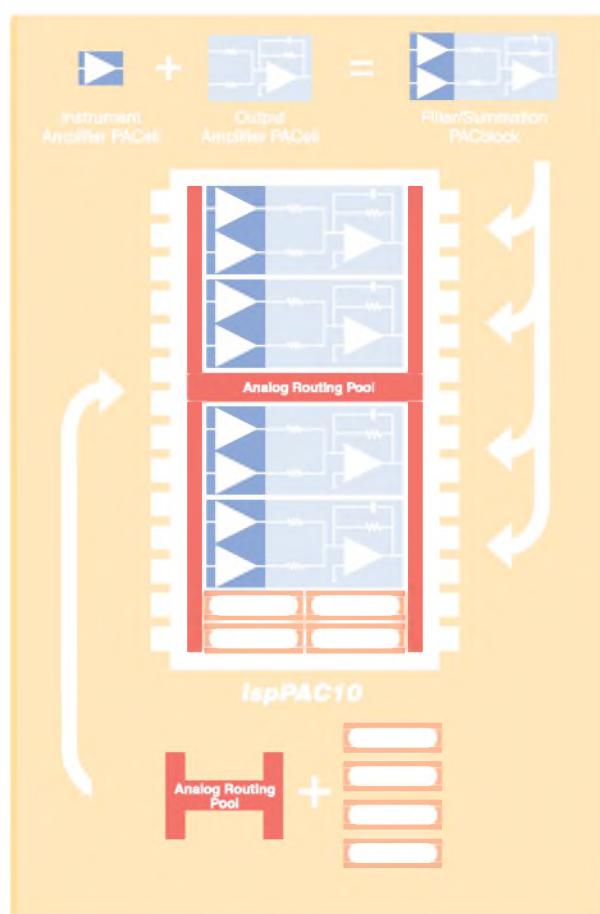 Instrument
Amplifier PACell
Output
Amplifier PACell
Filter/Summation
PACblock
Analog Routing Pool
ispPAC10
Analog Routing
Pool